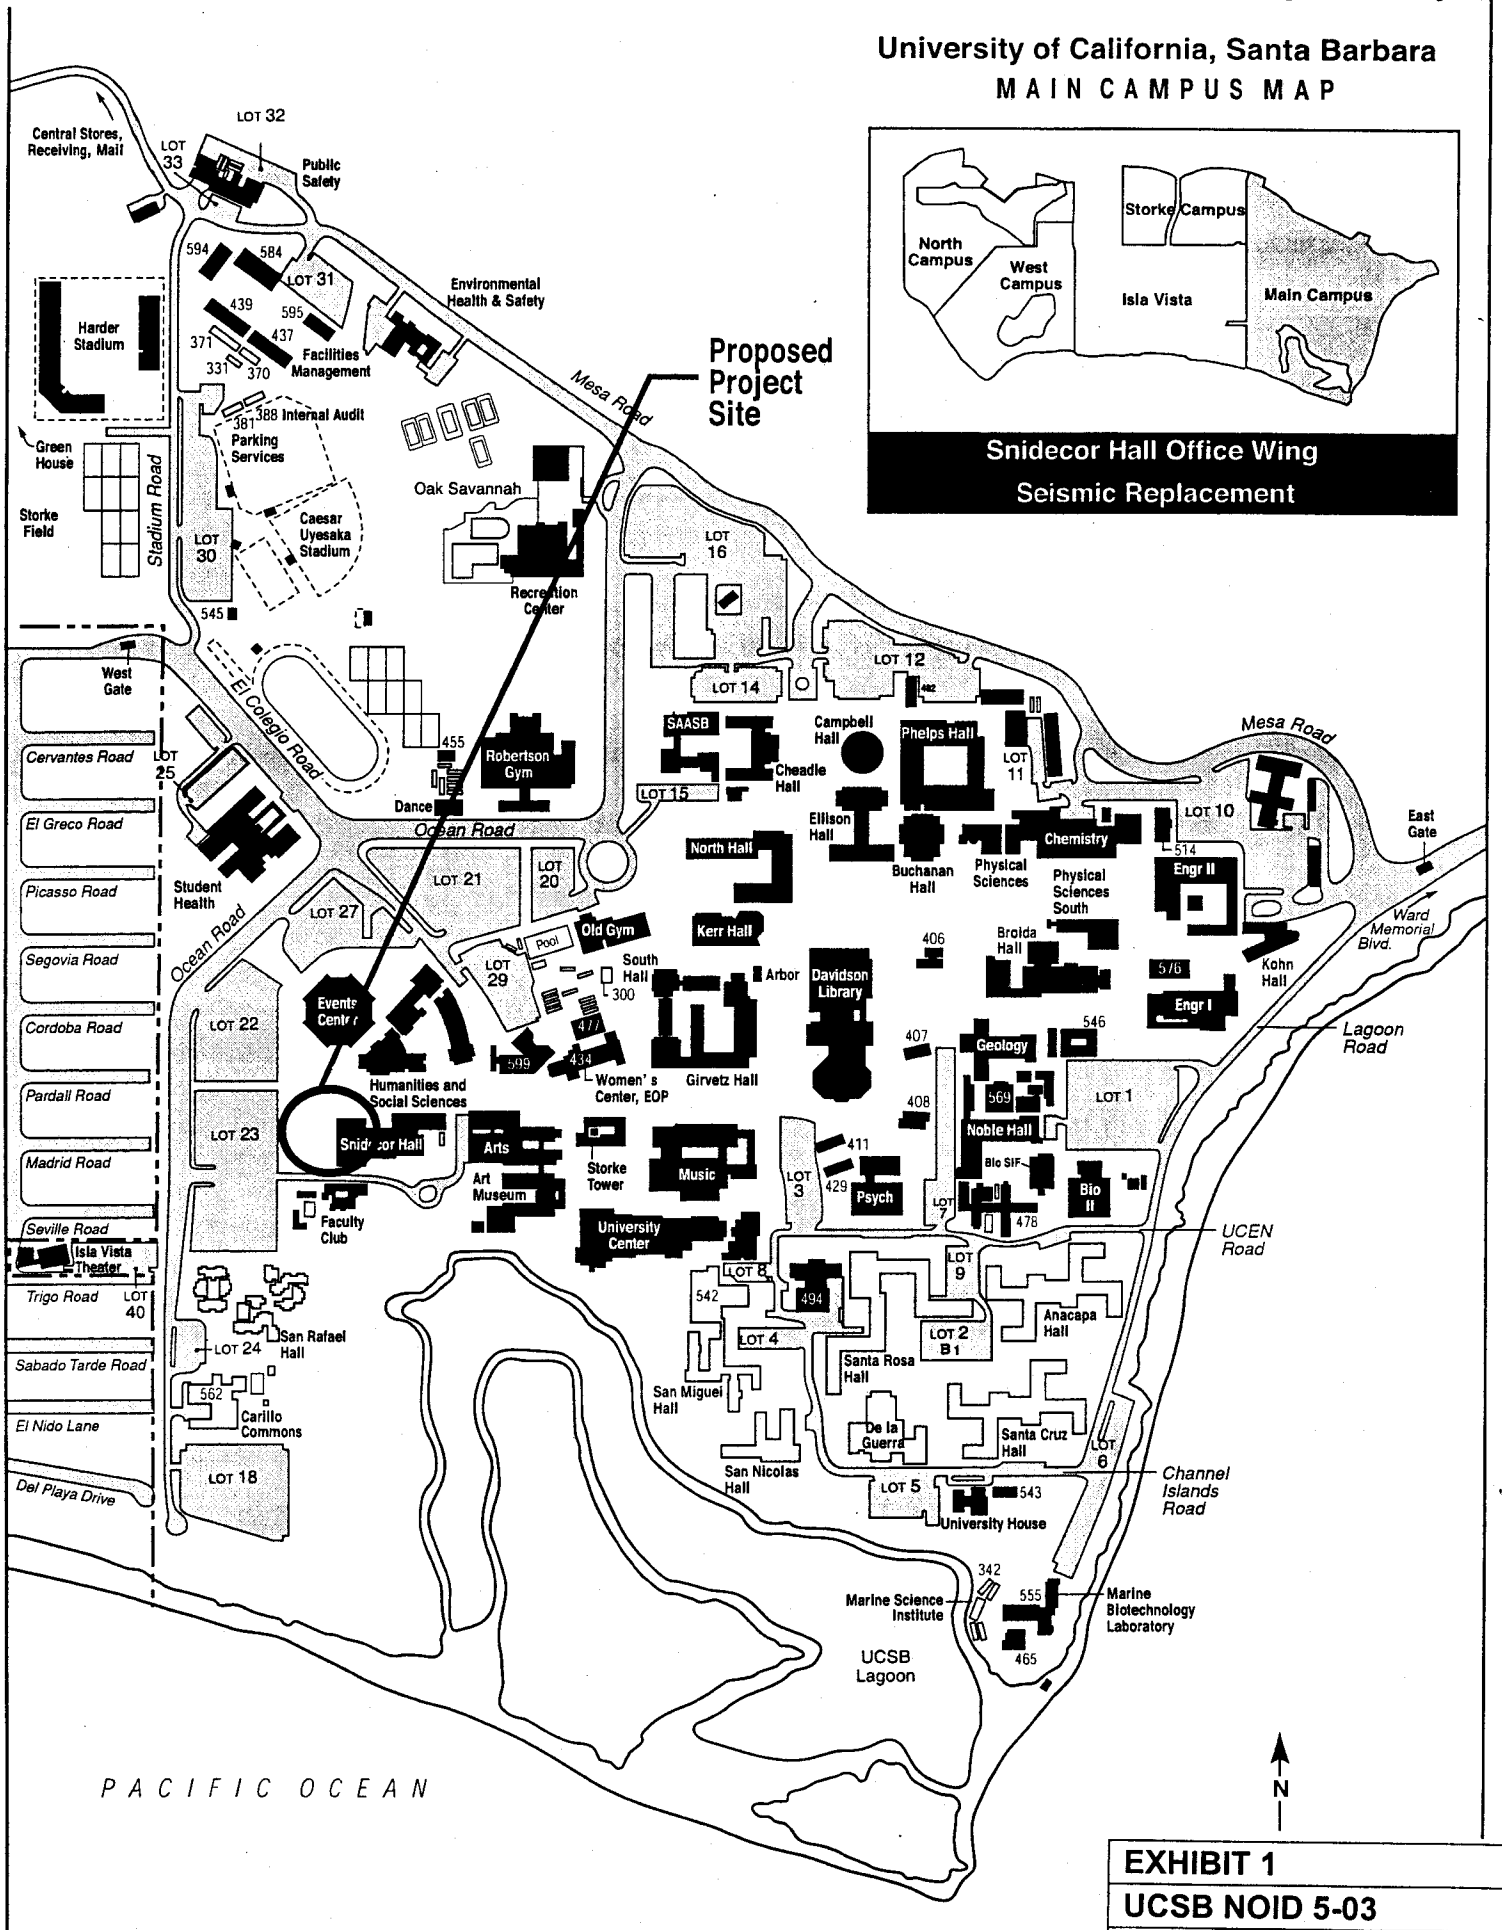 University of California, Santa Barbara
MAIN CAMPUS MAP
North
Campus
West
Campus
Storke Campus
Isla Vista
Main Campus
Snidecor Hall Office Wing
Seismic Replacement
Central Stores,
Receiving, Mail
LOT
33
LOT 32
Public
Safety
594
584
LOT 31
Environmental
Health & Safety
439
595
437
371
331
370
Facilities
Management
Harder
Stadium
Proposed
Project
Site
Mesa Road
388 Internal Audit
381
Parking
Services
Green
House
Storke
Field
Stadium Road
LOT
30
Caesar
Uyesaka
Stadium
Oak Savannah
Recreation
Center
LOT
16
545
West
Gate
El Colegio Road
LOT 14
LOT 12
482
Cervantes Road
LOT
25
455
Robertson
Gym
Dance
SAASB
Cheadle
Hall
Campbell
Hall
Phelps Hall
LOT
11
Mesa Road
LOT 15
LOT 10
Ocean Road
El Greco Road
Ellison
Hall
Chemistry
514
East
Gate
North Hall
Buchanan
Hall
Physical
Sciences
Physical
Sciences
South
Engr II
Picasso Road
Student
Health
LOT 21
LOT
20
LOT 27
Ocean Road
Old Gym
Pool
Kerr Hall
Ward
Memorial
Blvd.
Broida
Hall
406
Segovia Road
LOT
29
South
Hall
300
Arbor
Davidson
Library
576
Kohn
Hall
Events
Center
Engr I
Cordoba Road
LOT 22
477
407
Geology
546
Lagoon
Road
599
434
Women's
Center, EOP
Girvetz Hall
Humanities and
Social Sciences
Pardall Road
569
408
LOT 1
LOT 23
Snidecor Hall
Arts
Storke
Tower
Music
411
429
Noble Hall
Bio SIF
Madrid Road
Art
Museum
LOT
3
Psych
LOT
7
478
Bio
II
Faculty
Club
Seville Road
University
Center
UCEN
Road
Isla Vista
Theater
LOT 8
LOT
9
542
494
Trigo Road
LOT
40
Anacapa
Hall
San Rafael
Hall
LOT 24
LOT 4
LOT 2
B1
Sabado Tarde Road
Santa Rosa
Hall
562
San Miguel
Hall
Carillo
Commons
El Nido Lane
De la
Guerra
Santa Cruz
Hall
LOT
6
San Nicolas
Hall
LOT 18
LOT 5
543
Channel
Islands
Road
Del Playa Drive
University House
342
Marine Science
Institute
555
Marine
Biotechnology
Laboratory
465
UCSB
Lagoon
PACIFIC OCEAN
N
EXHIBIT 1
UCSB NOID 5-03